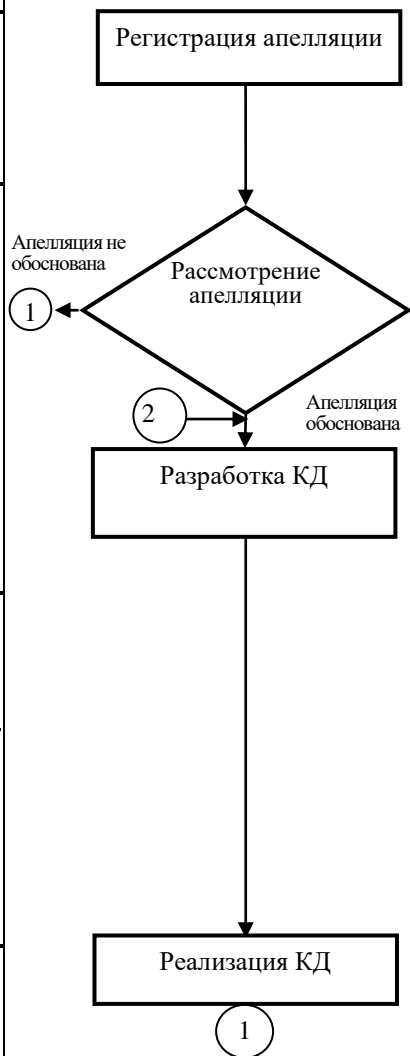 Регистрация апелляции
Апелляция не
обоснована
Рассмотрение
апелляции
1
2
Апелляция
обоснована
Разработка КД
Реализация КД
1